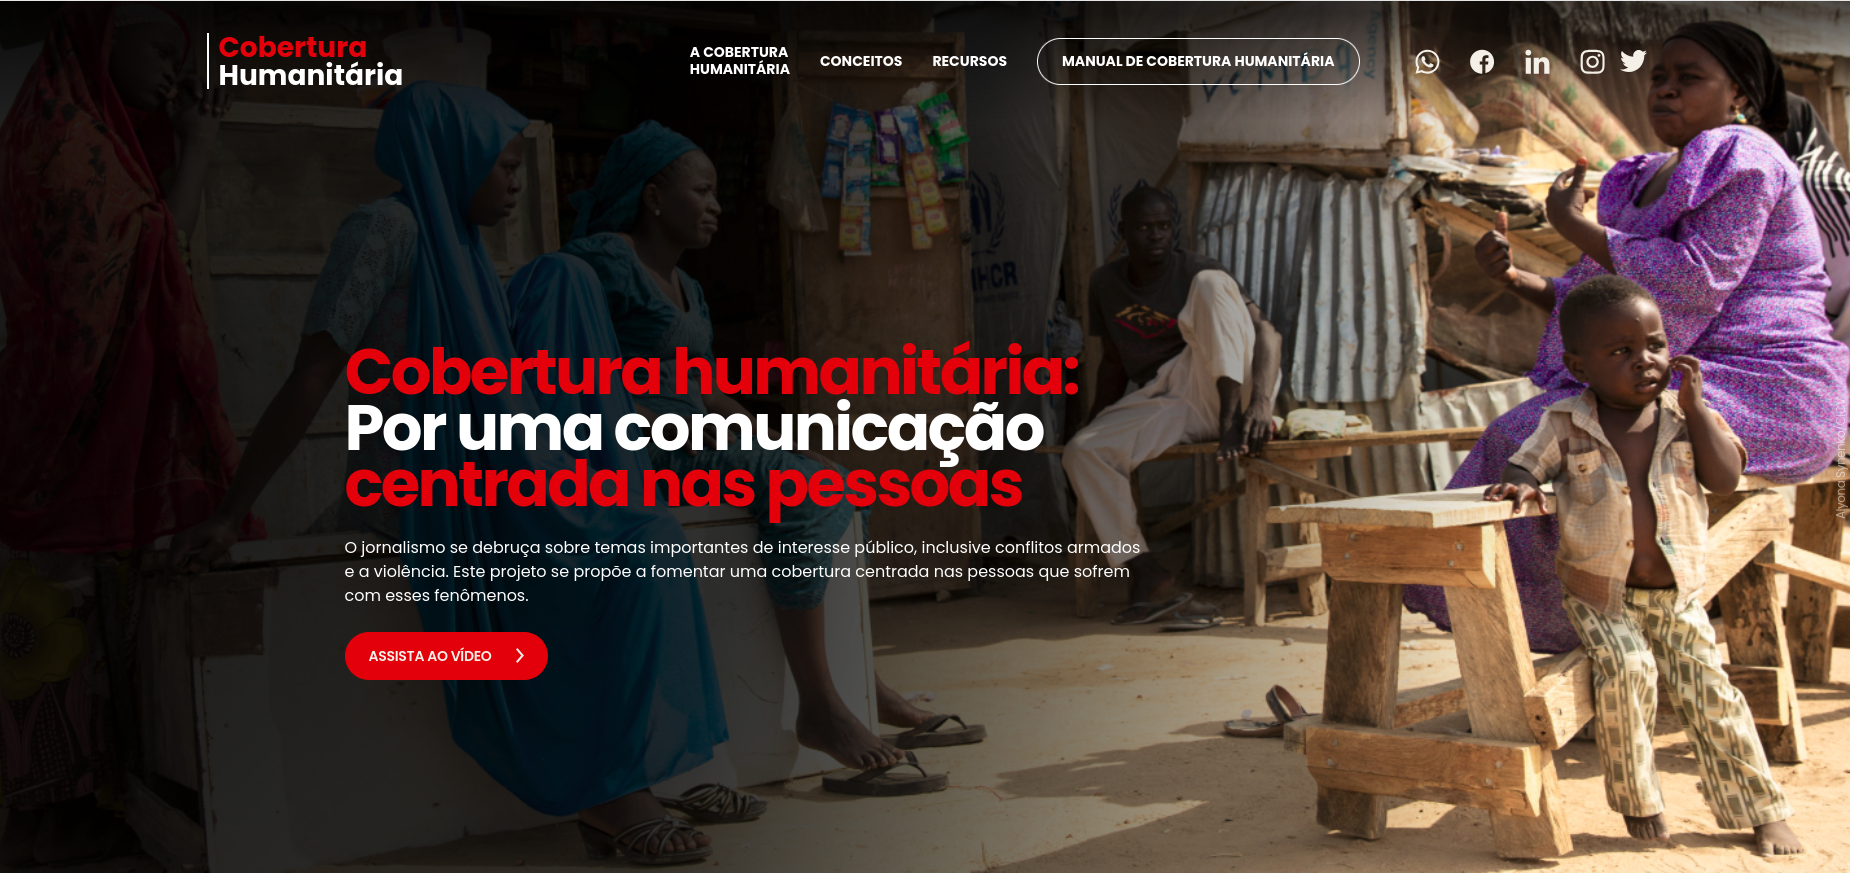 Cobertura
Humanitária
A COBERTURA
HUMANITÁRIA
CONCEITOS
RECURSOS
MANUAL DE COBERTURA HUMANITÁRIA
Cobertura humanitária:
Por uma comunicação
centrada nas pessoas
O jornalismo se debruça sobre temas importantes de interesse público, inclusive conflitos armados
e a violência. Este projeto se propõe a fomentar uma cobertura centrada nas pessoas que sofrem
com esses fenômenos.
ASSISTA AO VÍDEO